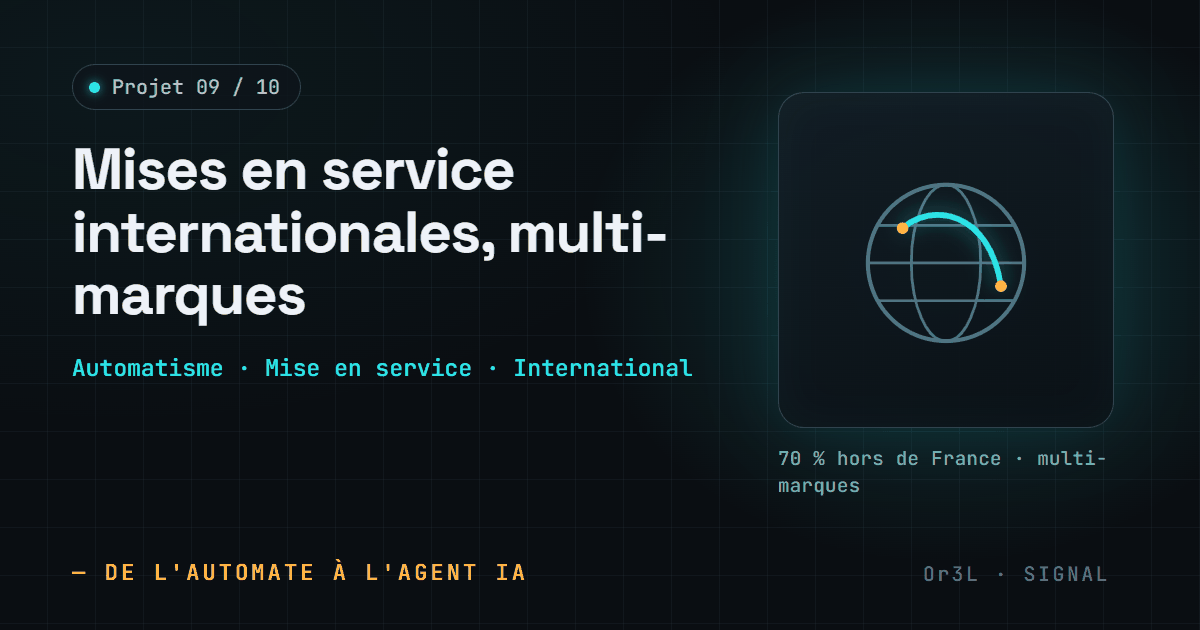 Projet 09 / 10
Mises en service
internationales, multi-
marques
Automatisme · Mise en service · International
70 % hors de France · multi-
marques
— DE L'AUTOMATE À L'AGENT IA
Or3L · SIGNAL